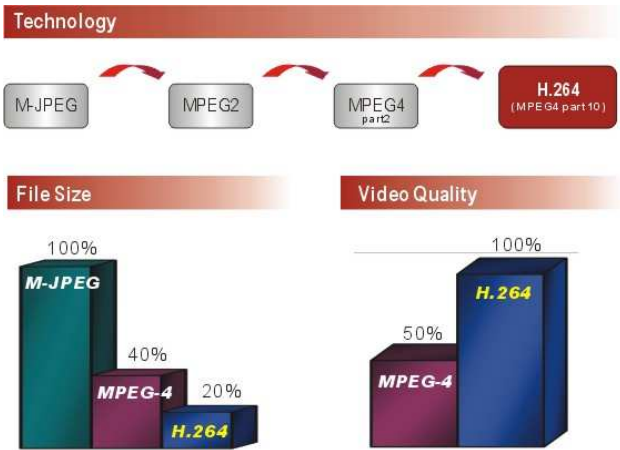 Technology
M-JPEG
MPEG2
MPEG4
part2
H.264
(MPEG4 part10)
File Size
100%
M-JPEG
40%
MPEG-4
20%
H.264
Video Quality
50%
MPEG-4
100%
H.264